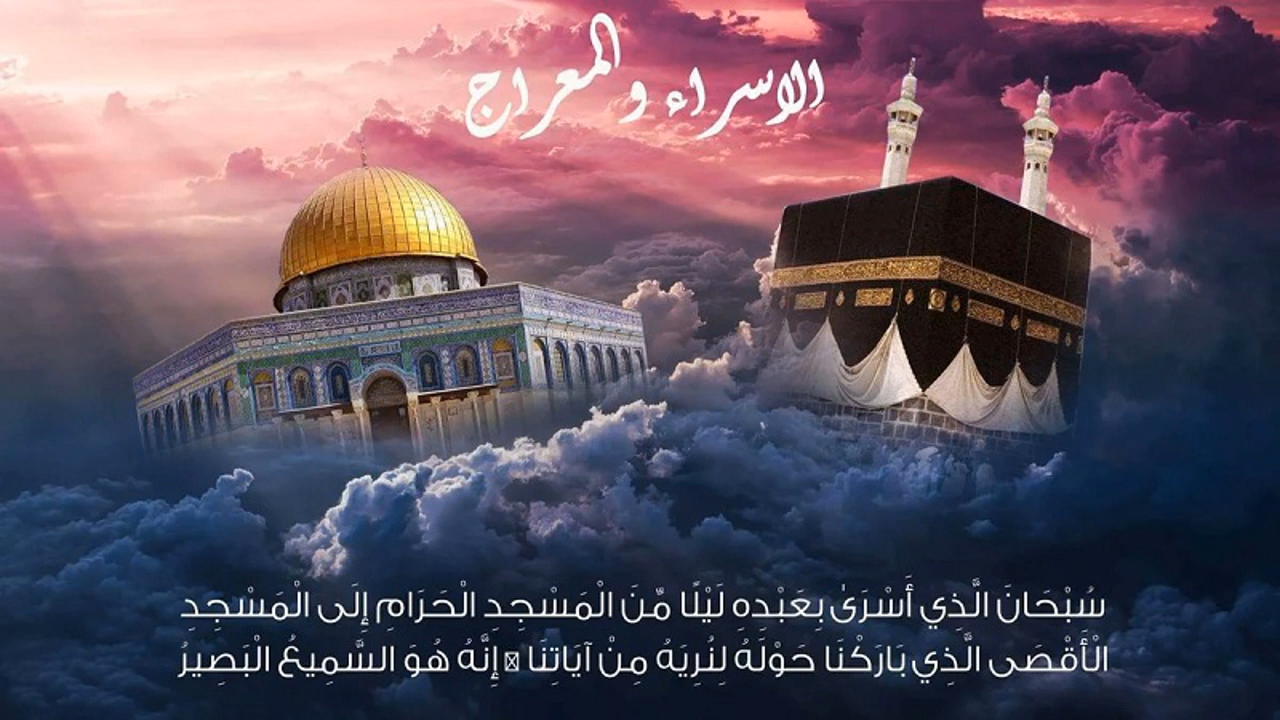 الاسراء و المعراج
سُبْحَانَ الَّذِي أَسْرَىٰ بِعَبْدِهِ لَيْلًا مِّنَ الْمَسْجِدِ الْحَرَامِ إِلَى الْمَسْجِدِ
الْأَقْصَى الَّذِي بَارَكْنَا حَوْلَهُ لِنُرِيَهُ مِنْ آيَاتِنَا إِنَّهُ هُوَ السَّمِيعُ الْبَصِيرُ